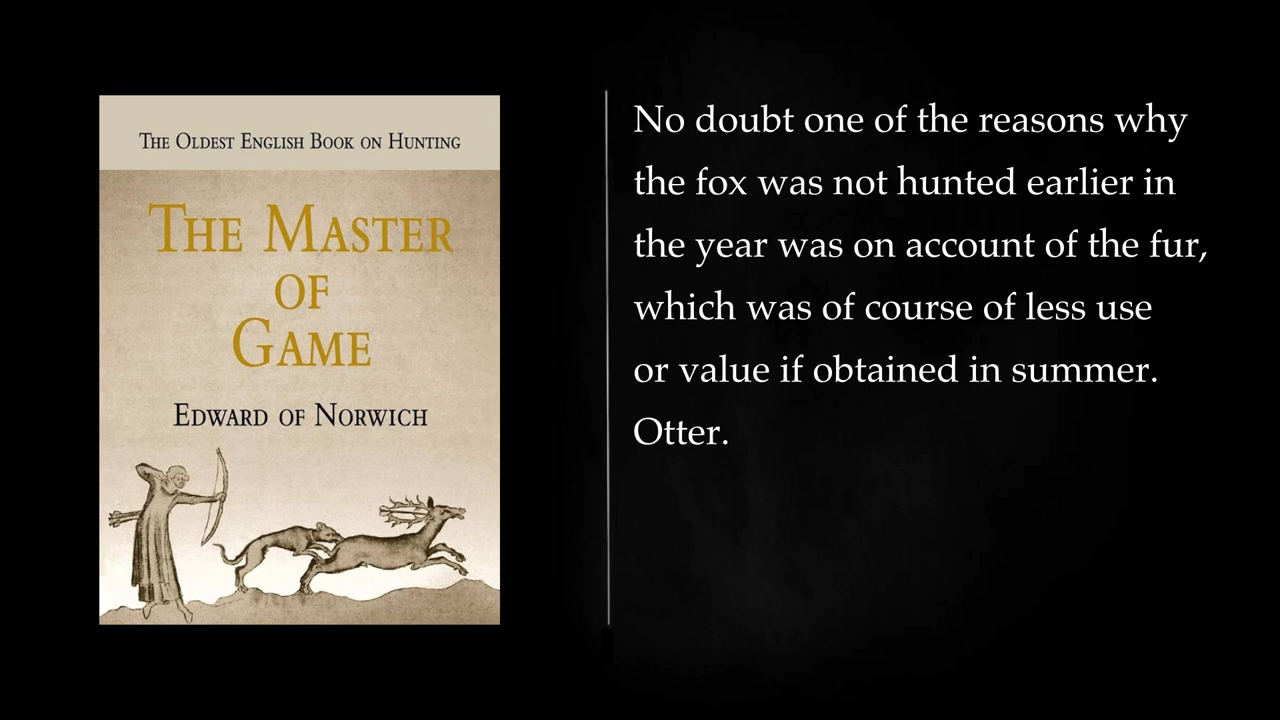 The Oldest English Book on Hunting
The Master
of
Game
Edward of Norwich
No doubt one of the reasons why
the fox was not hunted earlier in
the year was on account of the fur,
which was of course of less use
or value if obtained in summer.
Otter.